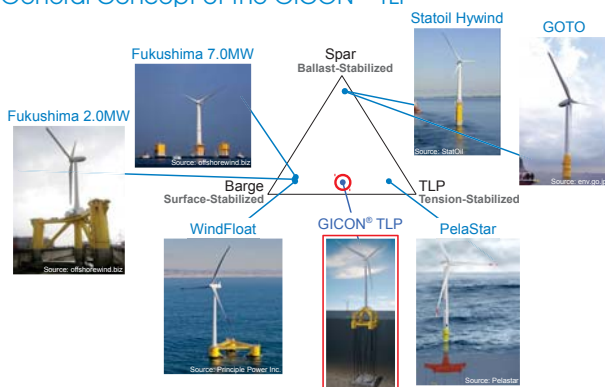 General Concept of the GICON® TLP
Statoil Hywind
GOTO
Spar
Ballast-Stabilized
Fukushima 7.0MW
Fukushima 2.0MW
Source: offshorewind.biz
Source: StatOil
Source: env.go.jp
Barge
Surface-Stabilized
TLP
Tension-Stabilized
Source: offshorewind.biz
WindFloat
GICON® TLP
PelaStar
Source: Principle Power Inc.
Source: Pelastar